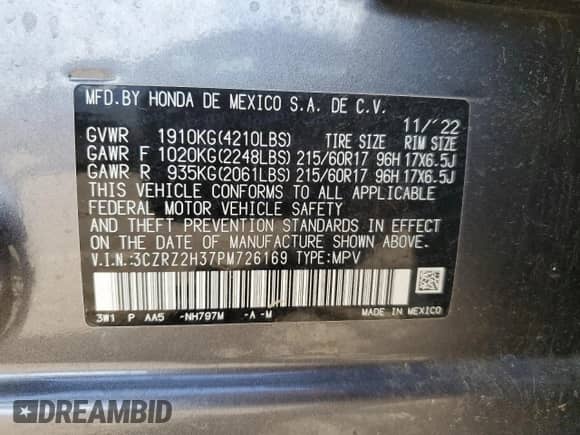 MFD.BY HONDA DE MEXICO S.A. DE C.V.
11/'22
GVWR 1910KG(4210LBS) TIRE SIZE RIM SIZE
GAWR F 1020KG(2248LBS) 215/60R17 96H 17X6.5J
GAWR R 935KG(2061LBS) 215/60R17 96H 17X6.5J
THIS VEHICLE CONFORMS TO ALL APPLICABLE
FEDERAL MOTOR VEHICLE SAFETY
AND THEFT PREVENTION STANDARDS IN EFFECT
ON THE DATE OF MANUFACTURE SHOWN ABOVE.
V.I.N.:3CZRZ2H37PM726169 TYPE:MPV
3W1 P AA5 -NH797M -A -M MADE IN MEXICO
DREAMBID